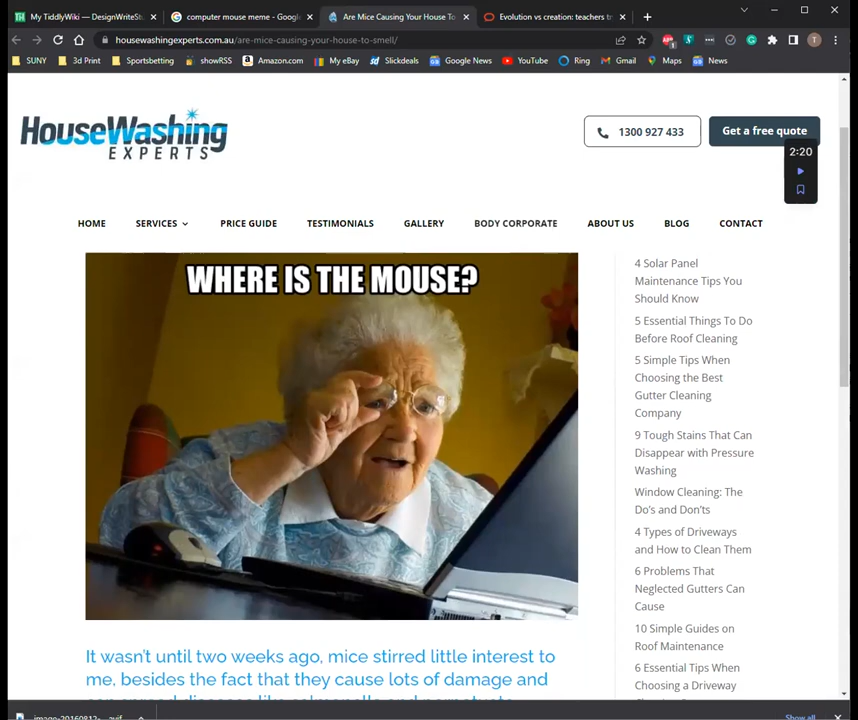 My TiddlyWiki — DesignWriteSt
computer mouse meme - Googl
Are Mice Causing Your House To
Evolution vs creation: teachers t
housewashingexperts.com.au/are-mice-causing-your-house-to-smell/
SUNY
3d Print
Sportsbetting
showRSS
Amazon.com
My eBay
Slickdeals
Google News
YouTube
Ring
Gmail
Maps
News
HouseWashing
EXPERTS
1300 927 433
Get a free quote
2:20
HOME
SERVICES
PRICE GUIDE
TESTIMONIALS
GALLERY
BODY CORPORATE
ABOUT US
BLOG
CONTACT
WHERE IS THE MOUSE?
It wasn't until two weeks ago, mice stirred little interest to
me, besides the fact that they cause lots of damage and
4 Solar Panel
Maintenance Tips You
Should Know
5 Essential Things To Do
Before Roof Cleaning
5 Simple Tips When
Choosing the Best
Gutter Cleaning
Company
9 Tough Stains That Can
Disappear with Pressure
Washing
Window Cleaning: The
Do's and Don'ts
4 Types of Driveways
and How to Clean Them
6 Problems That
Neglected Gutters Can
Cause
10 Simple Guides on
Roof Maintenance
6 Essential Tips When
Choosing a Driveway
Show all